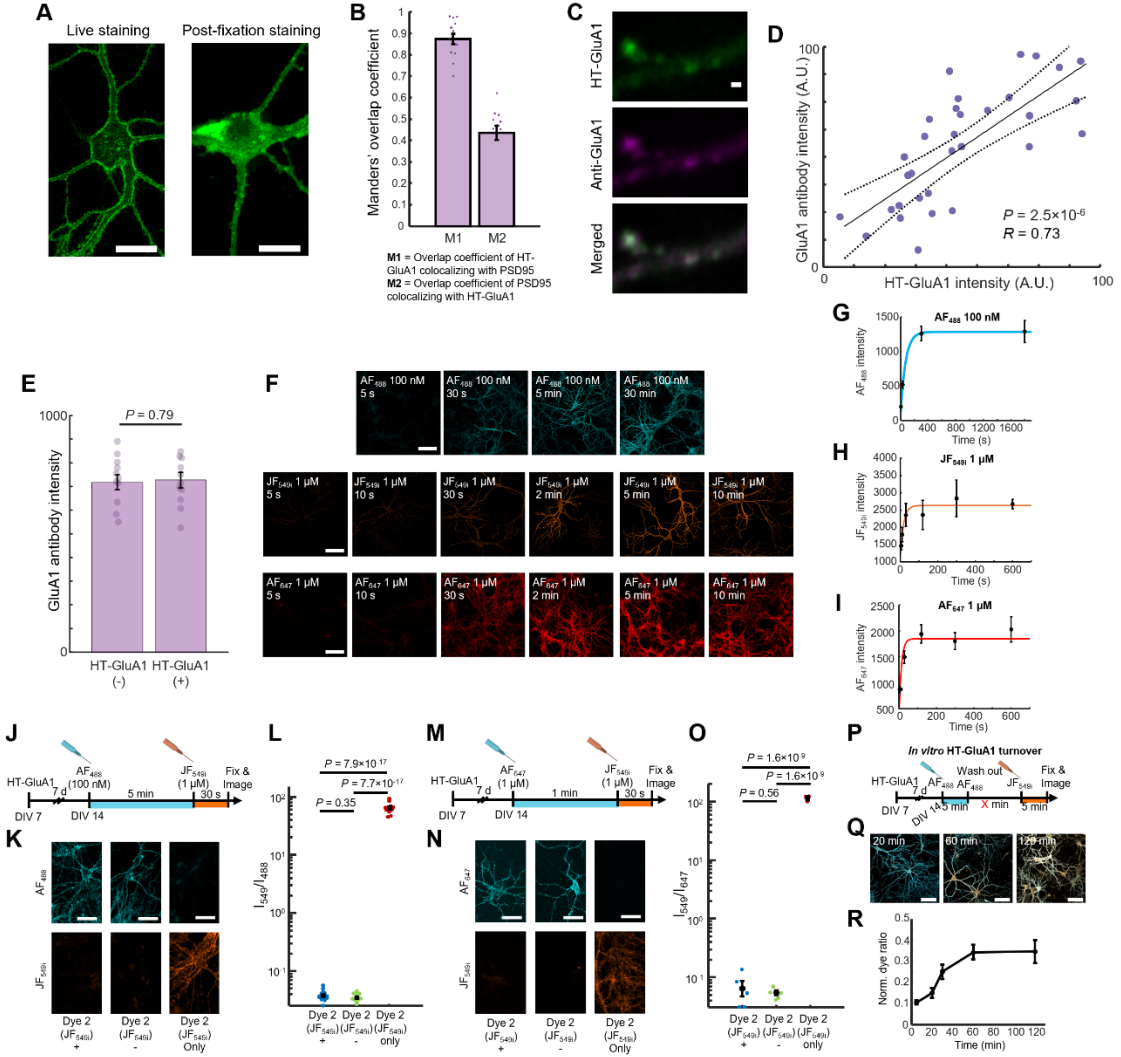 A
Live staining
Post-fixation staining
B
Manders' overlap coefficient
1
0.9
0.8
0.7
0.6
0.5
0.4
0.3
0.2
0.1
0
M1
M2
M1 = Overlap coefficient of HT-
GluA1 colocalizing with PSD95
M2 = Overlap coefficient of PSD95
colocalizing with HT-GluA1
C
HT-GluA1
Anti-GluA1
Merged
D
GluA1 antibody intensity (A.U.)
100
0
P = 2.5×10-6
R = 0.73
0
100
HT-GluA1 intensity (A.U.)
E
GluA1 antibody intensity
1000
0
P = 0.79
HT-GluA1
(-)
HT-GluA1
(+)
F
AF488 100 nM
5 s
AF488 100 nM
30 s
AF488 100 nM
5 min
AF488 100 nM
30 min
JF549i 1 µM
5 s
JF549i 1 µM
10 s
JF549i 1 µM
30 s
JF549i 1 µM
2 min
JF549i 1 µM
5 min
JF549i 1 µM
10 min
AF647 1 µM
5 s
AF647 1 µM
10 s
AF647 1 µM
30 s
AF647 1 µM
2 min
AF647 1 µM
5 min
AF647 1 µM
10 min
G
AF488 100 nM
AF488 intensity
1500
1000
500
0
0 400 800 1200 1600
Time (s)
H
JF549i 1 µM
JF549i intensity
4000
3500
3000
2500
2000
1500
1000
0 200 400 600
Time (s)
I
AF647 1 µM
AF647 intensity
2500
2000
1500
1000
500
0 200 400 600
Time (s)
J
HT-GluA1
7 d
AF488
(100 nM)
JF549i
(1 µM)
Fix &
Image
5 min
30 s
DIV 7
DIV 14
K
AF488
JF549i
Dye 2
(JF549i)
+
Dye 2
(JF549i)
-
Dye 2
(JF549i)
Only
L
P = 7.9×10-17
P = 7.7×10-17
P = 0.35
I549/I488
102
101
100
10-1
Dye 2
(JF549i)
+
Dye 2
(JF549i)
-
Dye 2
(JF549i)
only
M
HT-GluA1
7 d
AF647
(1 µM)
JF549i
(1 µM)
Fix &
Image
1 min
30 s
DIV 7
DIV 14
N
AF647
JF549i
Dye 2
(JF549i)
+
Dye 2
(JF549i)
-
Dye 2
(JF549i)
Only
O
P = 1.6×10 9
P = 1.6×10 9
P = 0.56
I549/I647
102
101
100
10-1
Dye 2
(JF549i)
+
Dye 2
(JF549i)
-
Dye 2
(JF549i)
only
P
In vitro HT-GluA1 turnover
HT-GluA1
7 d
AF488
Wash out
AF488
JF549i
Fix &
Image
DIV 7
DIV 14
5 min
X min
5 min
Q
20 min
60 min
120 min
R
Norm. dye ratio
0.5
0.4
0.3
0.2
0.1
0
0 20 40 60 80 100 120
Time (min)